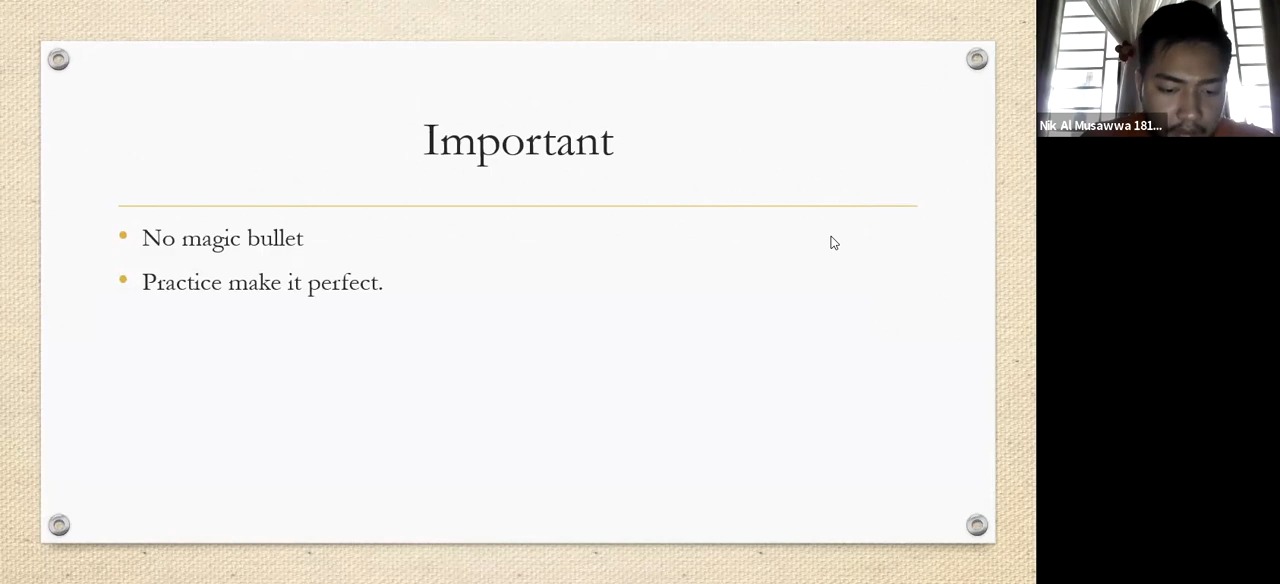 Important
No magic bullet
Practice make it perfect.
Nik Al Musawwa 181...